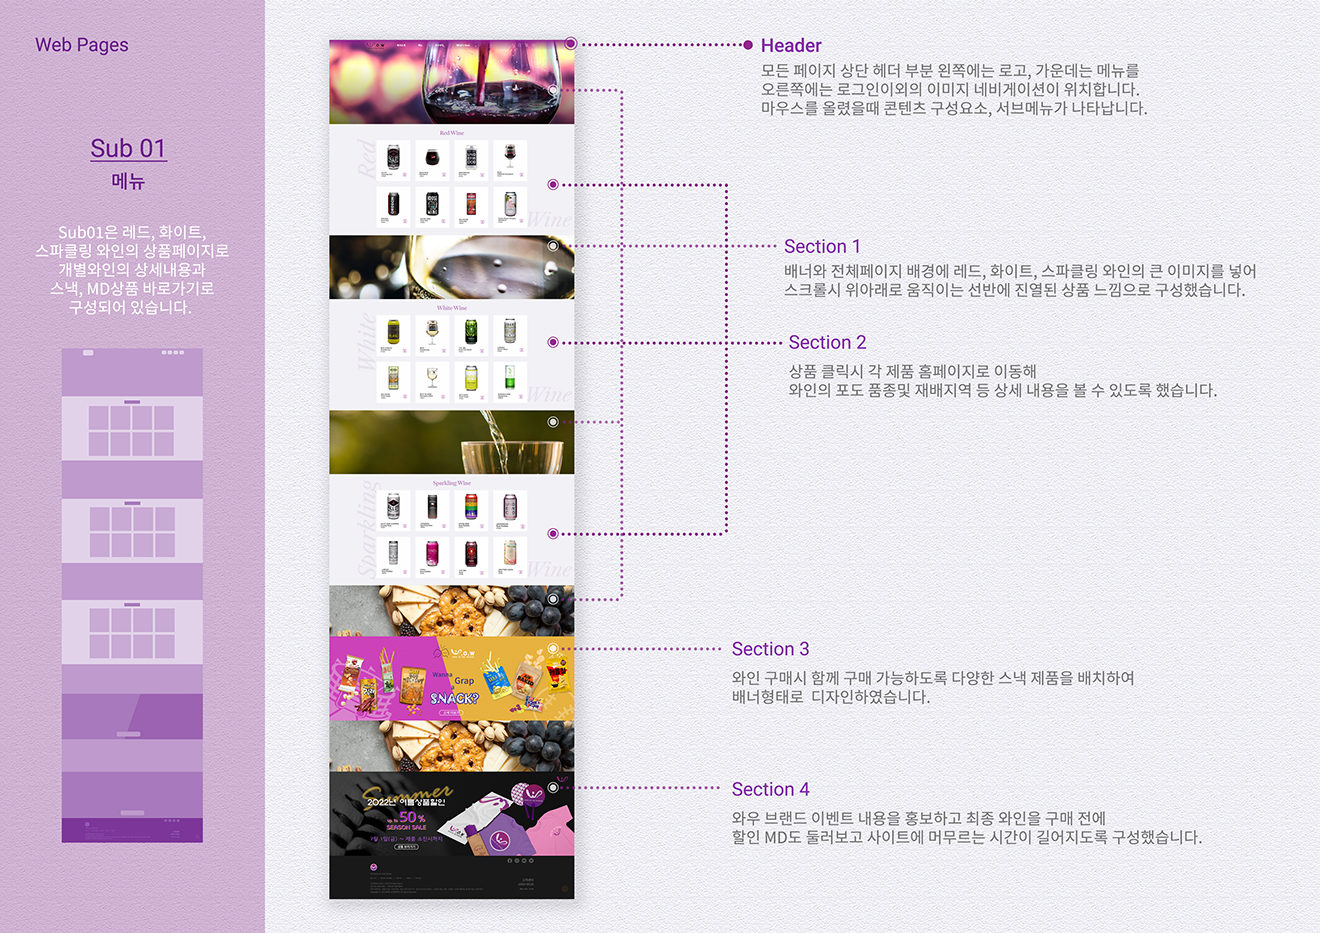 Web Pages
Sub 01
메뉴
Sub01은 레드, 화이트,
스파클링 와인의 상품페이지로
개별와인의 상세내용과
스낵, MD상품 바로가기로
구성되어 있습니다.
Red Wine
Red
Wine
White Wine
White
Wine
Sparkling Wine
Sparkling
Wine
W.o.w
Wanna
Grap
SNACK?
Summer
2022년 여름상품할인
up to 50%
SEASON SALE
Header
모든 페이지 상단 헤더 부분 왼쪽에는 로고, 가운데는 메뉴를
오른쪽에는 로그인이외의 이미지 네비게이션이 위치합니다.
마우스를 올렸을때 콘텐츠 구성요소, 서브메뉴가 나타납니다.
Section 1
배너와 전체페이지 배경에 레드, 화이트, 스파클링 와인의 큰 이미지를 넣어
스크롤시 위아래로 움직이는 선반에 진열된 상품 느낌으로 구성했습니다.
Section 2
상품 클릭시 각 제품 홈페이지로 이동해
와인의 포도 품종및 재배지역 등 상세 내용을 볼 수 있도록 했습니다.
Section 3
와인 구매시 함께 구매 가능하도록 다양한 스낵 제품을 배치하여
배너형태로 디자인하였습니다.
Section 4
와우 브랜드 이벤트 내용을 홍보하고 최종 와인을 구매 전에
할인 MD도 둘러보고 사이트에 머무르는 시간이 길어지도록 구성했습니다.